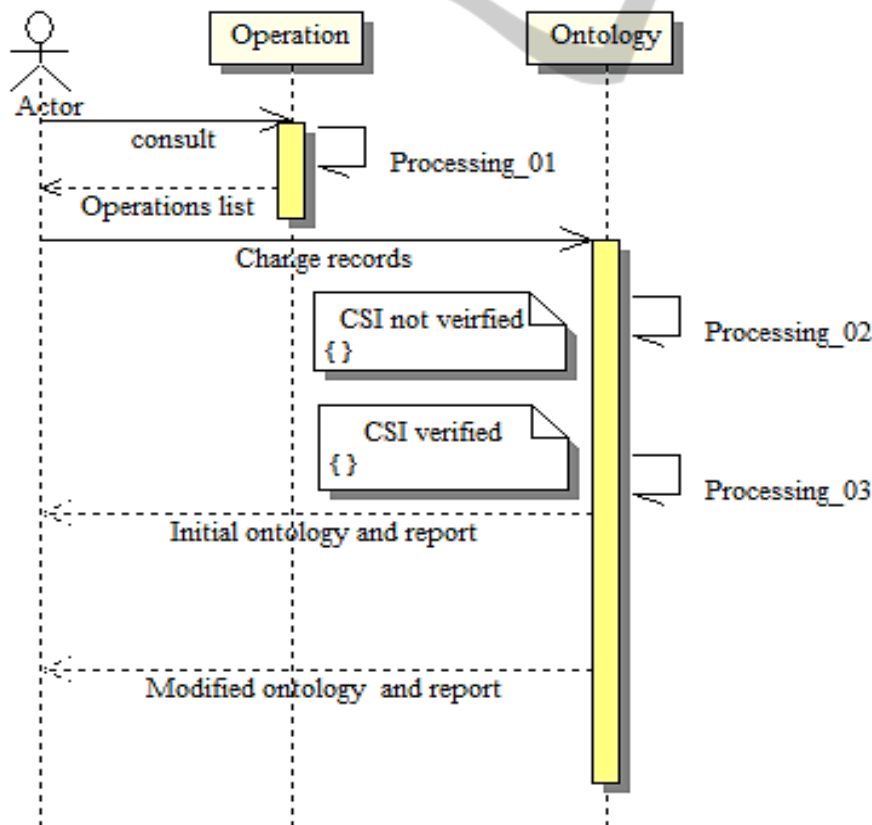 Operation
Ontology
Actor
consult
Processing_01
Operations list
Change records
CSI not veirfied
{}
Processing_02
CSI verified
{}
Processing_03
Initial ontology and report
Modified ontology and report